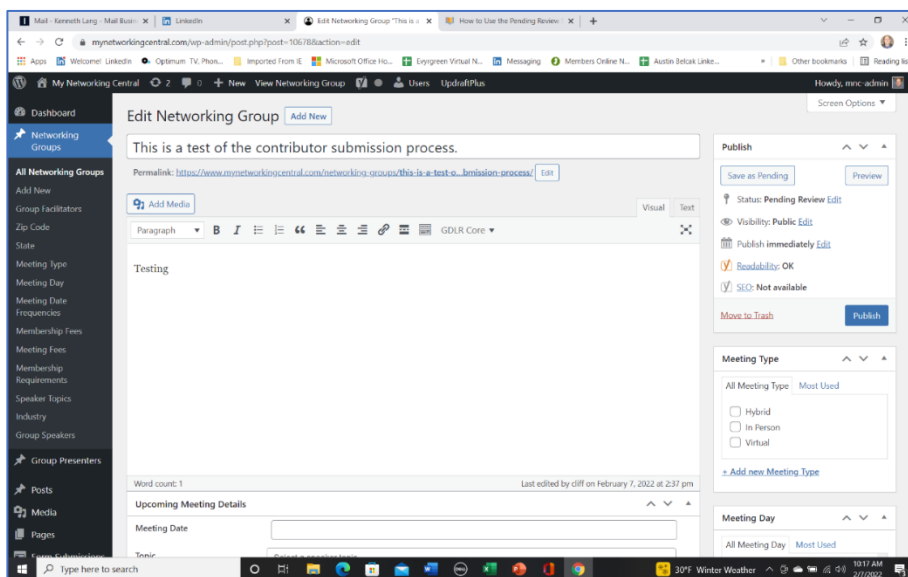 Mail - Kenneth Lang - Mail Busin
LinkedIn
Edit Networking Group "This is a
How to Use the Pending Review
mynetworkingcentral.com/wp-admin/post.php?post=10678&action=edit
Apps Welcome! LinkedIn Optimum TV, Phon... Imported From IE Microsoft Office Ho... Evrygreen Virtual N... Messaging Members Online N... Austin Belcak Linke... » Other bookmarks Reading lis
My Networking Central 2 0 + New View Networking Group Users UpdraftPlus Howdy, mnc-admin
Screen Options ▼
Dashboard
Networking Groups
All Networking Groups
Add New
Group Facilitators
Zip Code
State
Meeting Type
Meeting Day
Meeting Date Frequencies
Membership Fees
Meeting Fees
Membership Requirements
Speaker Topics
Industry
Group Speakers
Group Presenters
Posts
Media
Pages
Form Submissions
Edit Networking Group Add New
This is a test of the contributor submission process.
Permalink: https://www.mynetworkingcentral.com/networking-groups/this-is-a-test-o...bmission-process/ Edit
Add Media
Visual Text
Paragraph ▼ B I GDLR Core ▼
Testing
Word count: 1
Last edited by cliff on February 7, 2022 at 2:37 pm
Upcoming Meeting Details
Meeting Date
Topic
Select a speaker topic
Publish
Save as Pending Preview
Status: Pending Review Edit
Visibility: Public Edit
Publish immediately Edit
Readability: OK
SEO: Not available
Move to Trash Publish
Meeting Type
All Meeting Type Most Used
Hybrid
In Person
Virtual
+ Add new Meeting Type
Meeting Day
All Meeting Day Most Used
Type here to search
30°F Winter Weather
10:17 AM
2/7/2022